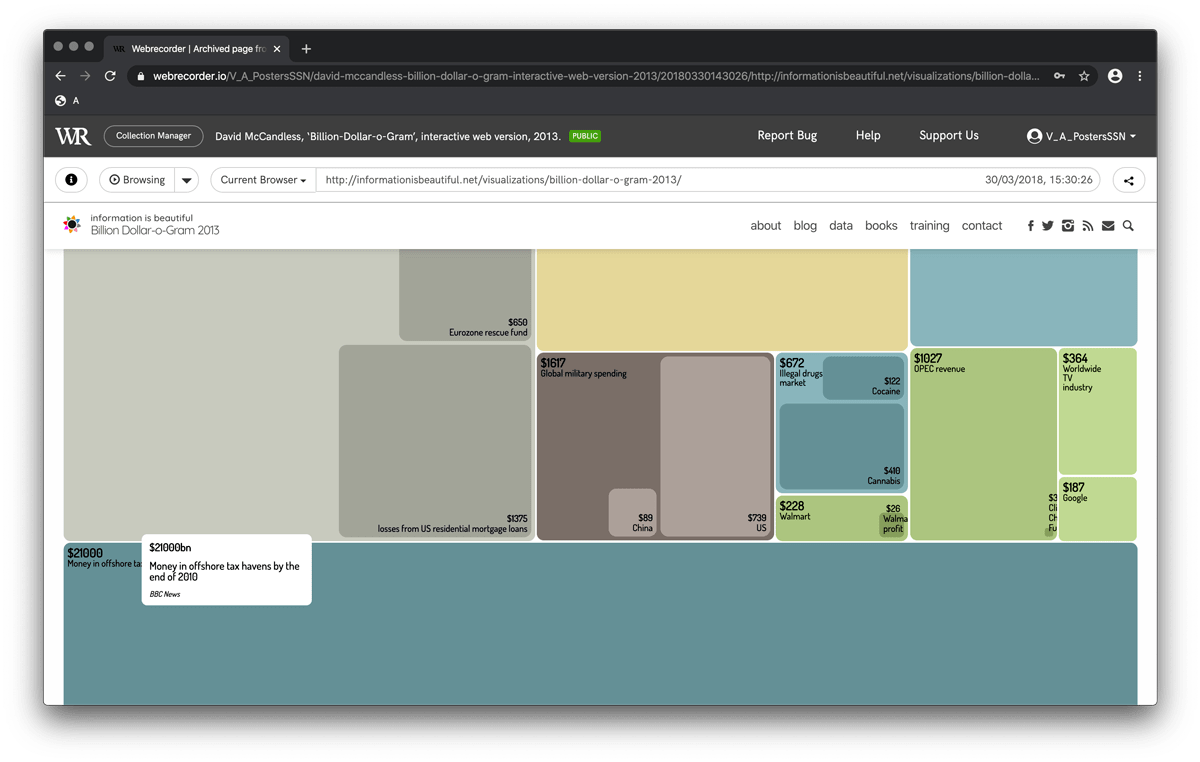 WR Webrecorder | Archived page fro
webrecorder.io/V_A_PostersSSN/david-mccandless-billion-dollar-o-gram-interactive-web-version-2013/20180330143026/http://informationisbeautiful.net/visualizations/billion-dolla...
A
WR
Collection Manager
David McCandless, ‘Billion-Dollar-o-Gram’, interactive web version, 2013.
PUBLIC
Report Bug
Help
Support Us
V_A_PostersSSN
Browsing
Current Browser
http://informationisbeautiful.net/visualizations/billion-dollar-o-gram-2013/
30/03/2018, 15:30:26
information is beautiful
Billion Dollar-o-Gram 2013
about blog data books training contact
$650
Eurozone rescue fund
$1375
losses from US residential mortgage loans
$1617
Global military spending
$89
China
$739
US
$672
Illegal drugs
market
$122
Cocaine
$410
Cannabis
$228
Walmart
$26
Walma
profit
$1027
OPEC revenue
$3
Cli
Ch
Fu
$364
Worldwide
TV
industry
$187
Google
$21000
Money in offshore ta
$21000bn
Money in offshore tax havens by the
end of 2010
BBC News